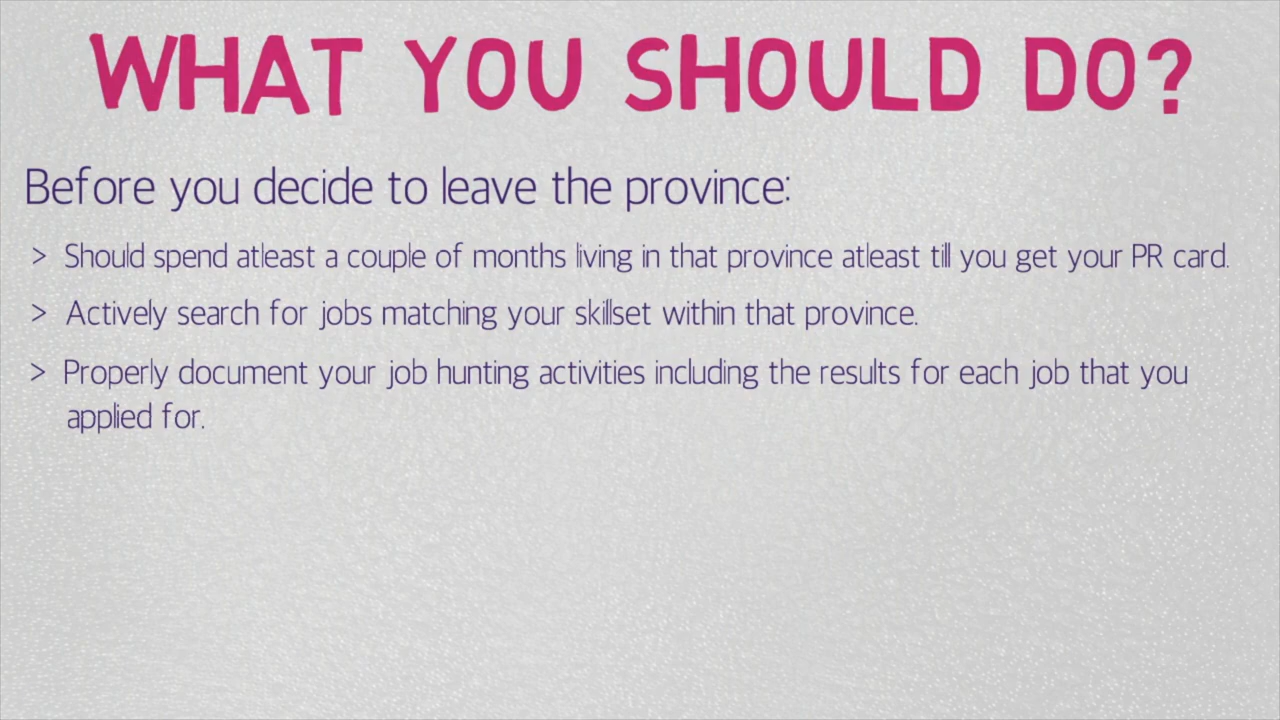 WHAT YOU SHOULD DO?
Before you decide to leave the province:
> Should spend atleast a couple of months living in that province atleast till you get your PR card.
> Actively search for jobs matching your skillset within that province.
> Properly document your job hunting activities including the results for each job that you
applied for.